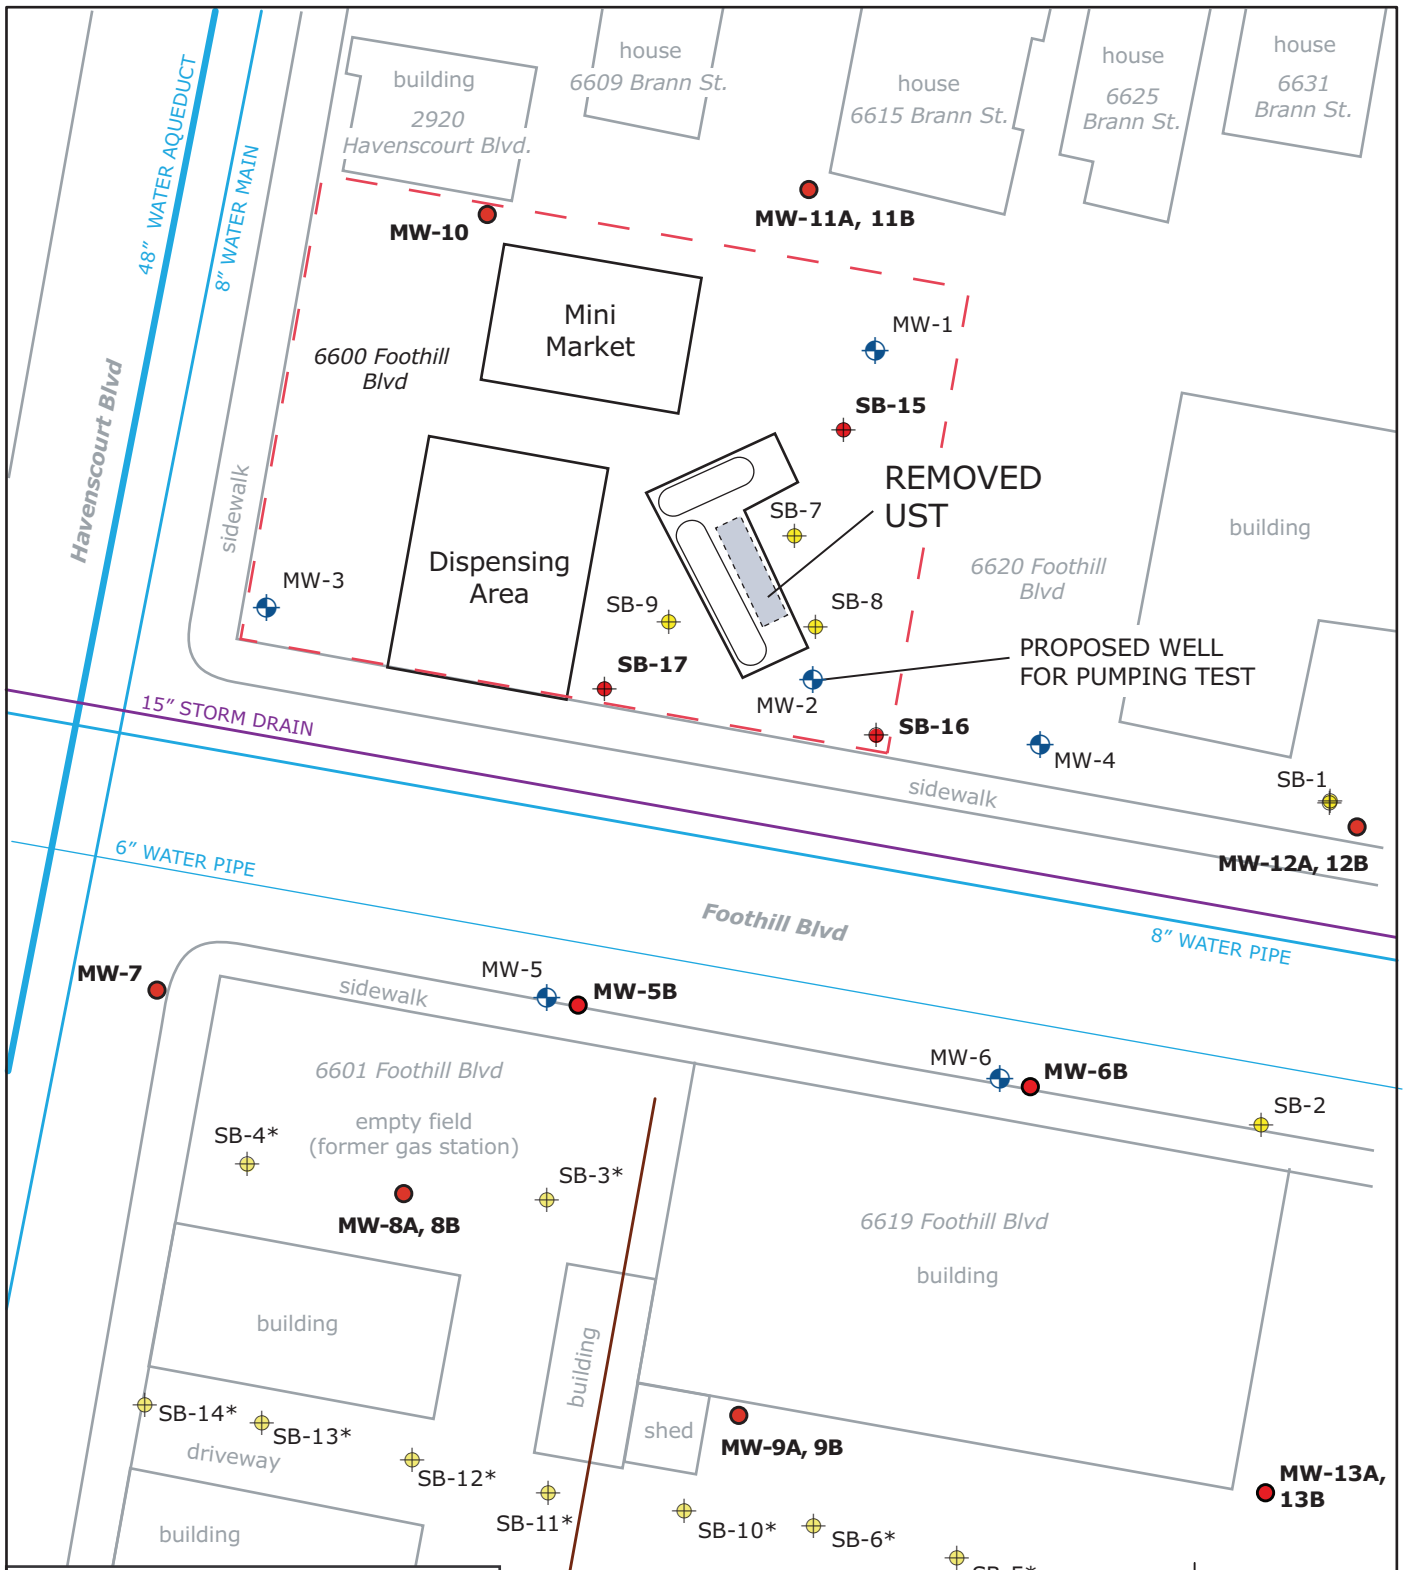 house
6609 Brann St.
building
2920
Havenscourt Blvd.
house
6615 Brann St.
house
6625
Brann St.
house
6631
Brann St.
48” WATER AQUEDUCT
8” WATER MAIN
MW-10
MW-11A, 11B
Mini
Market
MW-1
6600 Foothill
Blvd
Havenscourt Blvd
SB-15
sidewalk
REMOVED
UST
SB-7
building
Dispensing
Area
6620 Foothill
Blvd
MW-3
SB-9
SB-8
PROPOSED WELL
FOR PUMPING TEST
SB-17
MW-2
15” STORM DRAIN
SB-16
MW-4
SB-1
sidewalk
6” WATER PIPE
MW-12A, 12B
Foothill Blvd
8” WATER PIPE
MW-7
MW-5
MW-5B
sidewalk
MW-6
MW-6B
6601 Foothill Blvd
SB-2
empty field
(former gas station)
SB-4*
SB-3*
MW-8A, 8B
6619 Foothill Blvd
building
building
building
SB-14*
SB-13*
shed
MW-9A, 9B
driveway
SB-12*
MW-13A,
13B
SB-11*
SB-10*
SB-6*
building